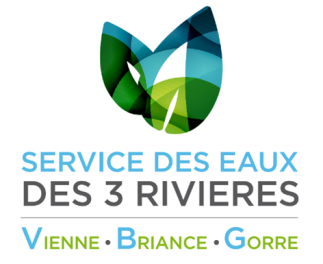 SERVICE DES EAUX
DES 3 RIVIERES
VIENNE • BRIANCE • GORRE